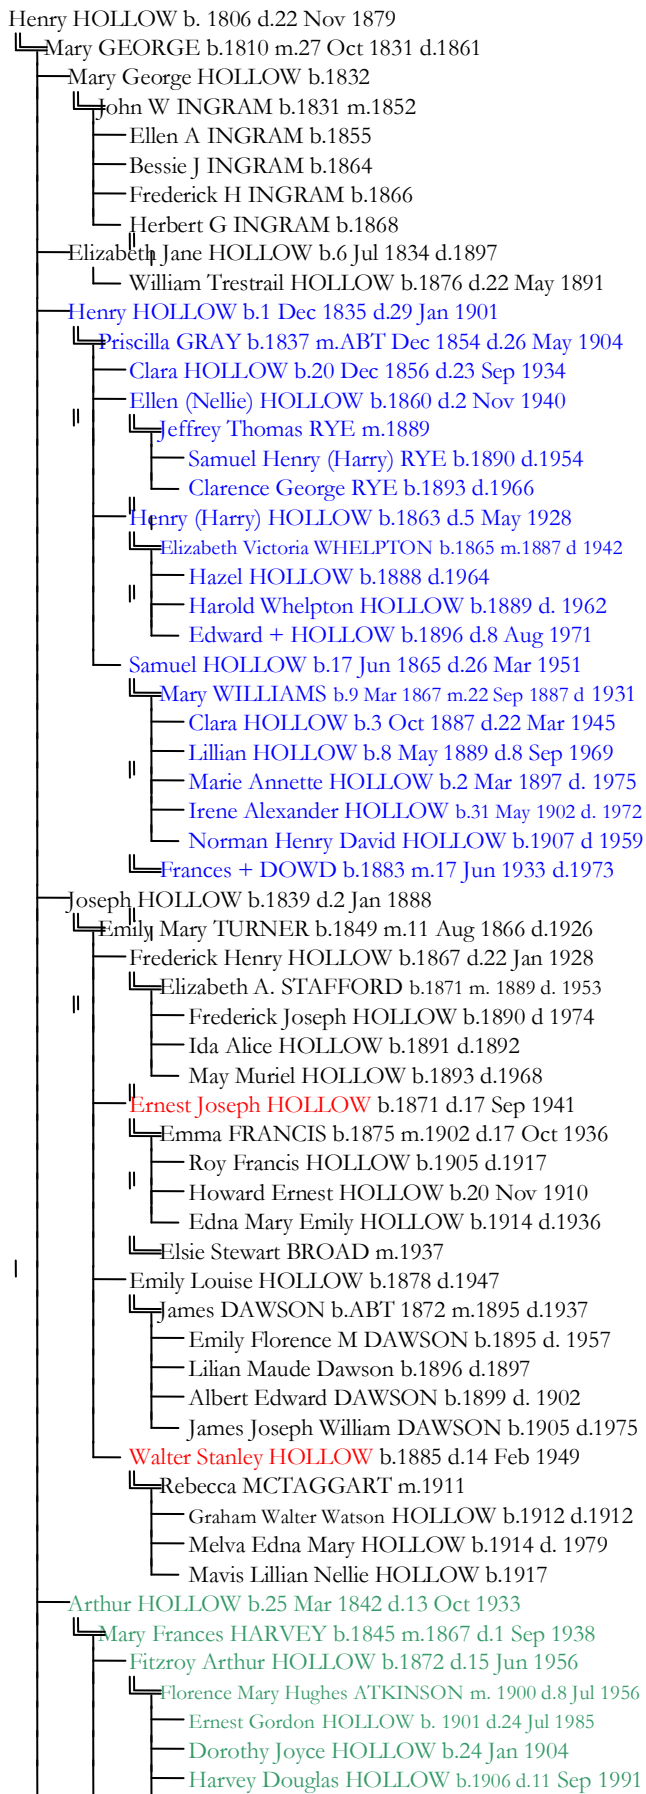 Henry HOLLOW b. 1806 d.22 Nov 1879
Mary GEORGE b.1810 m.27 Oct 1831 d.1861
Mary George HOLLOW b.1832
John W INGRAM b.1831 m.1852
Ellen A INGRAM b.1855
Bessie J INGRAM b.1864
Frederick H INGRAM b.1866
Herbert G INGRAM b.1868
Elizabeth Jane HOLLOW b.6 Jul 1834 d.1897
William Trestrail HOLLOW b.1876 d.22 May 1891
Henry HOLLOW b.1 Dec 1835 d.29 Jan 1901
Priscilla GRAY b.1837 m.ABT Dec 1854 d.26 May 1904
Clara HOLLOW b.20 Dec 1856 d.23 Sep 1934
Ellen (Nellie) HOLLOW b.1860 d.2 Nov 1940
Jeffrey Thomas RYE m.1889
Samuel Henry (Harry) RYE b.1890 d.1954
Clarence George RYE b.1893 d.1966
Henry (Harry) HOLLOW b.1863 d.5 May 1928
Elizabeth Victoria WHELPTON b.1865 m.1887 d 1942
Hazel HOLLOW b.1888 d.1964
Harold Whelpton HOLLOW b.1889 d. 1962
Edward + HOLLOW b.1896 d.8 Aug 1971
Samuel HOLLOW b.17 Jun 1865 d.26 Mar 1951
Mary WILLIAMS b.9 Mar 1867 m.22 Sep 1887 d 1931
Clara HOLLOW b.3 Oct 1887 d.22 Mar 1945
Lillian HOLLOW b.8 May 1889 d.8 Sep 1969
Marie Annette HOLLOW b.2 Mar 1897 d. 1975
Irene Alexander HOLLOW b.31 May 1902 d. 1972
Norman Henry David HOLLOW b.1907 d 1959
Frances + DOWD b.1883 m.17 Jun 1933 d.1973
Joseph HOLLOW b.1839 d.2 Jan 1888
Emily Mary TURNER b.1849 m.11 Aug 1866 d.1926
Frederick Henry HOLLOW b.1867 d.22 Jan 1928
Elizabeth A. STAFFORD b.1871 m. 1889 d. 1953
Frederick Joseph HOLLOW b.1890 d 1974
Ida Alice HOLLOW b.1891 d.1892
May Muriel HOLLOW b.1893 d.1968
Ernest Joseph HOLLOW b.1871 d.17 Sep 1941
Emma FRANCIS b.1875 m.1902 d.17 Oct 1936
Roy Francis HOLLOW b.1905 d.1917
Howard Ernest HOLLOW b.20 Nov 1910
Edna Mary Emily HOLLOW b.1914 d.1936
Elsie Stewart BROAD m.1937
Emily Louise HOLLOW b.1878 d.1947
James DAWSON b.ABT 1872 m.1895 d.1937
Emily Florence M DAWSON b.1895 d. 1957
Lilian Maude Dawson b.1896 d.1897
Albert Edward DAWSON b.1899 d. 1902
James Joseph William DAWSON b.1905 d.1975
Walter Stanley HOLLOW b.1885 d.14 Feb 1949
Rebecca MCTAGGART m.1911
Graham Walter Watson HOLLOW b.1912 d.1912
Melva Edna Mary HOLLOW b.1914 d. 1979
Mavis Lillian Nellie HOLLOW b.1917
Arthur HOLLOW b.25 Mar 1842 d.13 Oct 1933
Mary Frances HARVEY b.1845 m.1867 d.1 Sep 1938
Fitzroy Arthur HOLLOW b.1872 d.15 Jun 1956
Florence Mary Hughes ATKINSON m. 1900 d.8 Jul 1956
Ernest Gordon HOLLOW b. 1901 d.24 Jul 1985
Dorothy Joyce HOLLOW b.24 Jan 1904
Harvey Douglas HOLLOW b.1906 d.11 Sep 1991